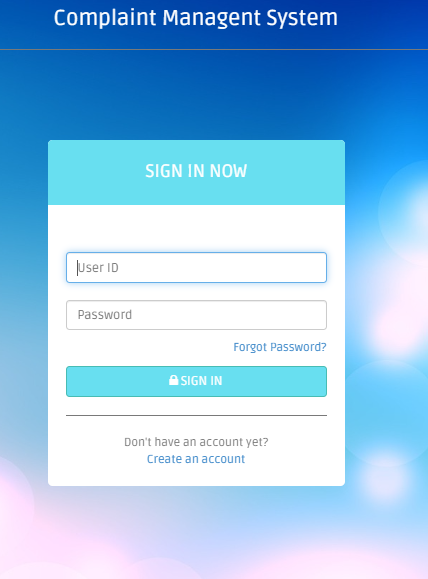 Complaint Managent System
SIGN IN NOW
User ID
Password
Forgot Password?
SIGN IN
Don't have an account yet?
Create an account